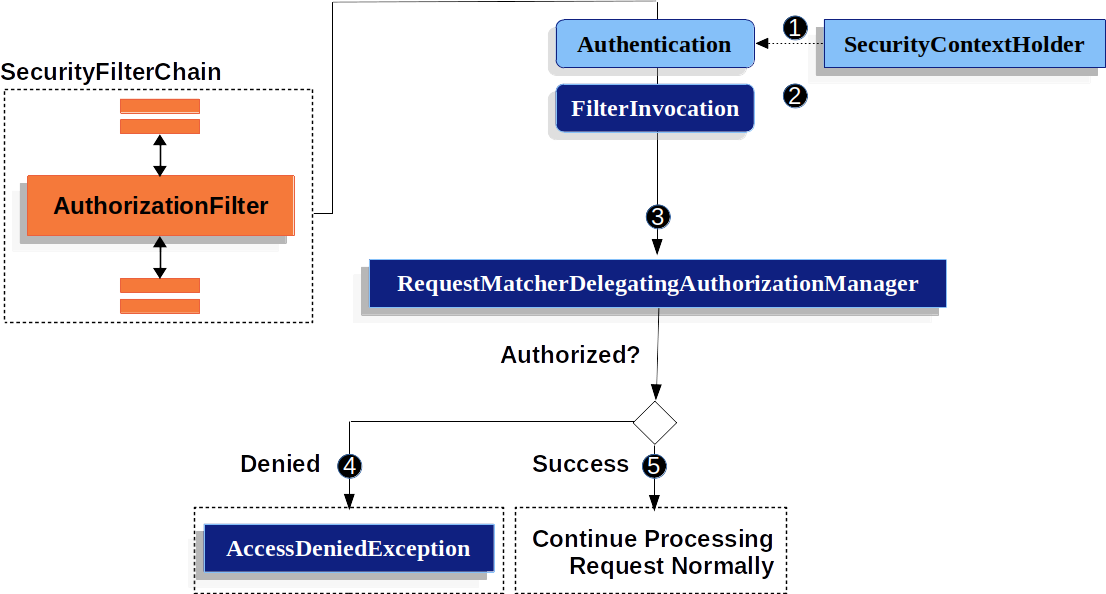 Authentication
1
SecurityContextHolder
SecurityFilterChain
FilterInvocation
2
AuthorizationFilter
3
RequestMatcherDelegatingAuthorizationManager
Authorized?
Denied
4
Success
5
AccessDeniedException
Continue Processing
Request Normally